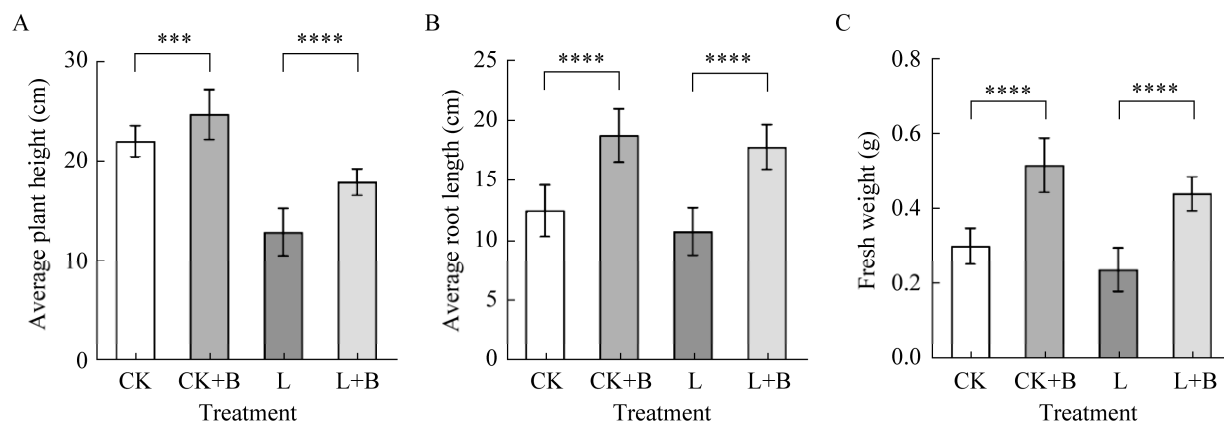 A
*** ****
Average plant height (cm)
30
20
10
0
CK CK+B L L+B
Treatment
B
**** ****
Average root length (cm)
25
20
15
10
5
0
CK CK+B L L+B
Treatment
C
**** ****
Fresh weight (g)
0.8
0.6
0.4
0.2
0.0
CK CK+B L L+B
Treatment